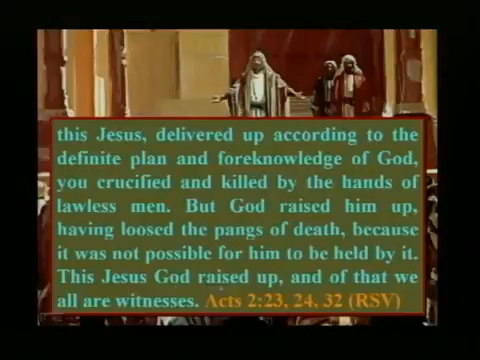 this Jesus, delivered up according to the
definite plan and foreknowledge of God,
you crucified and killed by the hands of
lawless men. But God raised him up,
having loosed the pangs of death, because
it was not possible for him to be held by it.
This Jesus God raised up, and of that we
all are witnesses. Acts 2:23, 24, 32 (RSV)